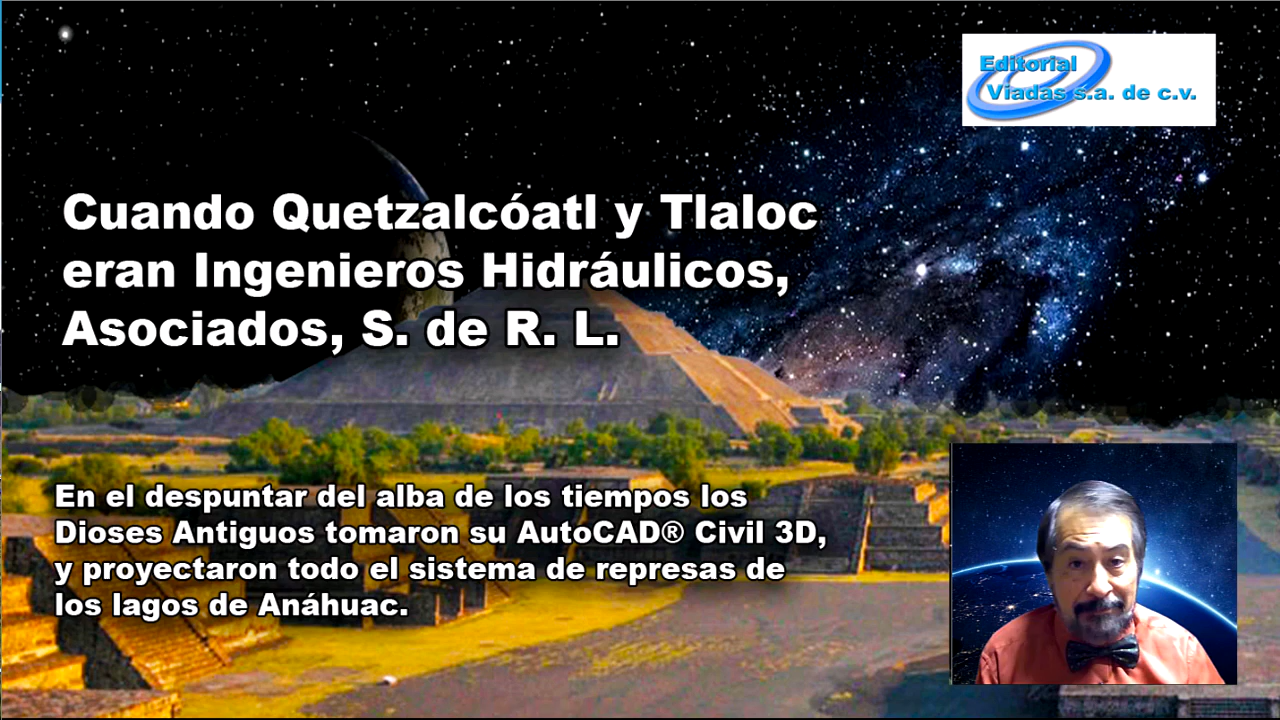 Editorial
Viadas s.a. de c.v.
Cuando Quetzalcóatl y Tlaloc
eran Ingenieros Hidráulicos,
Asociados, S. de R. L.
En el despuntar del alba de los tiempos los
Dioses Antiguos tomaron su AutoCAD® Civil 3D,
y proyectaron todo el sistema de represas de
los lagos de Anáhuac.